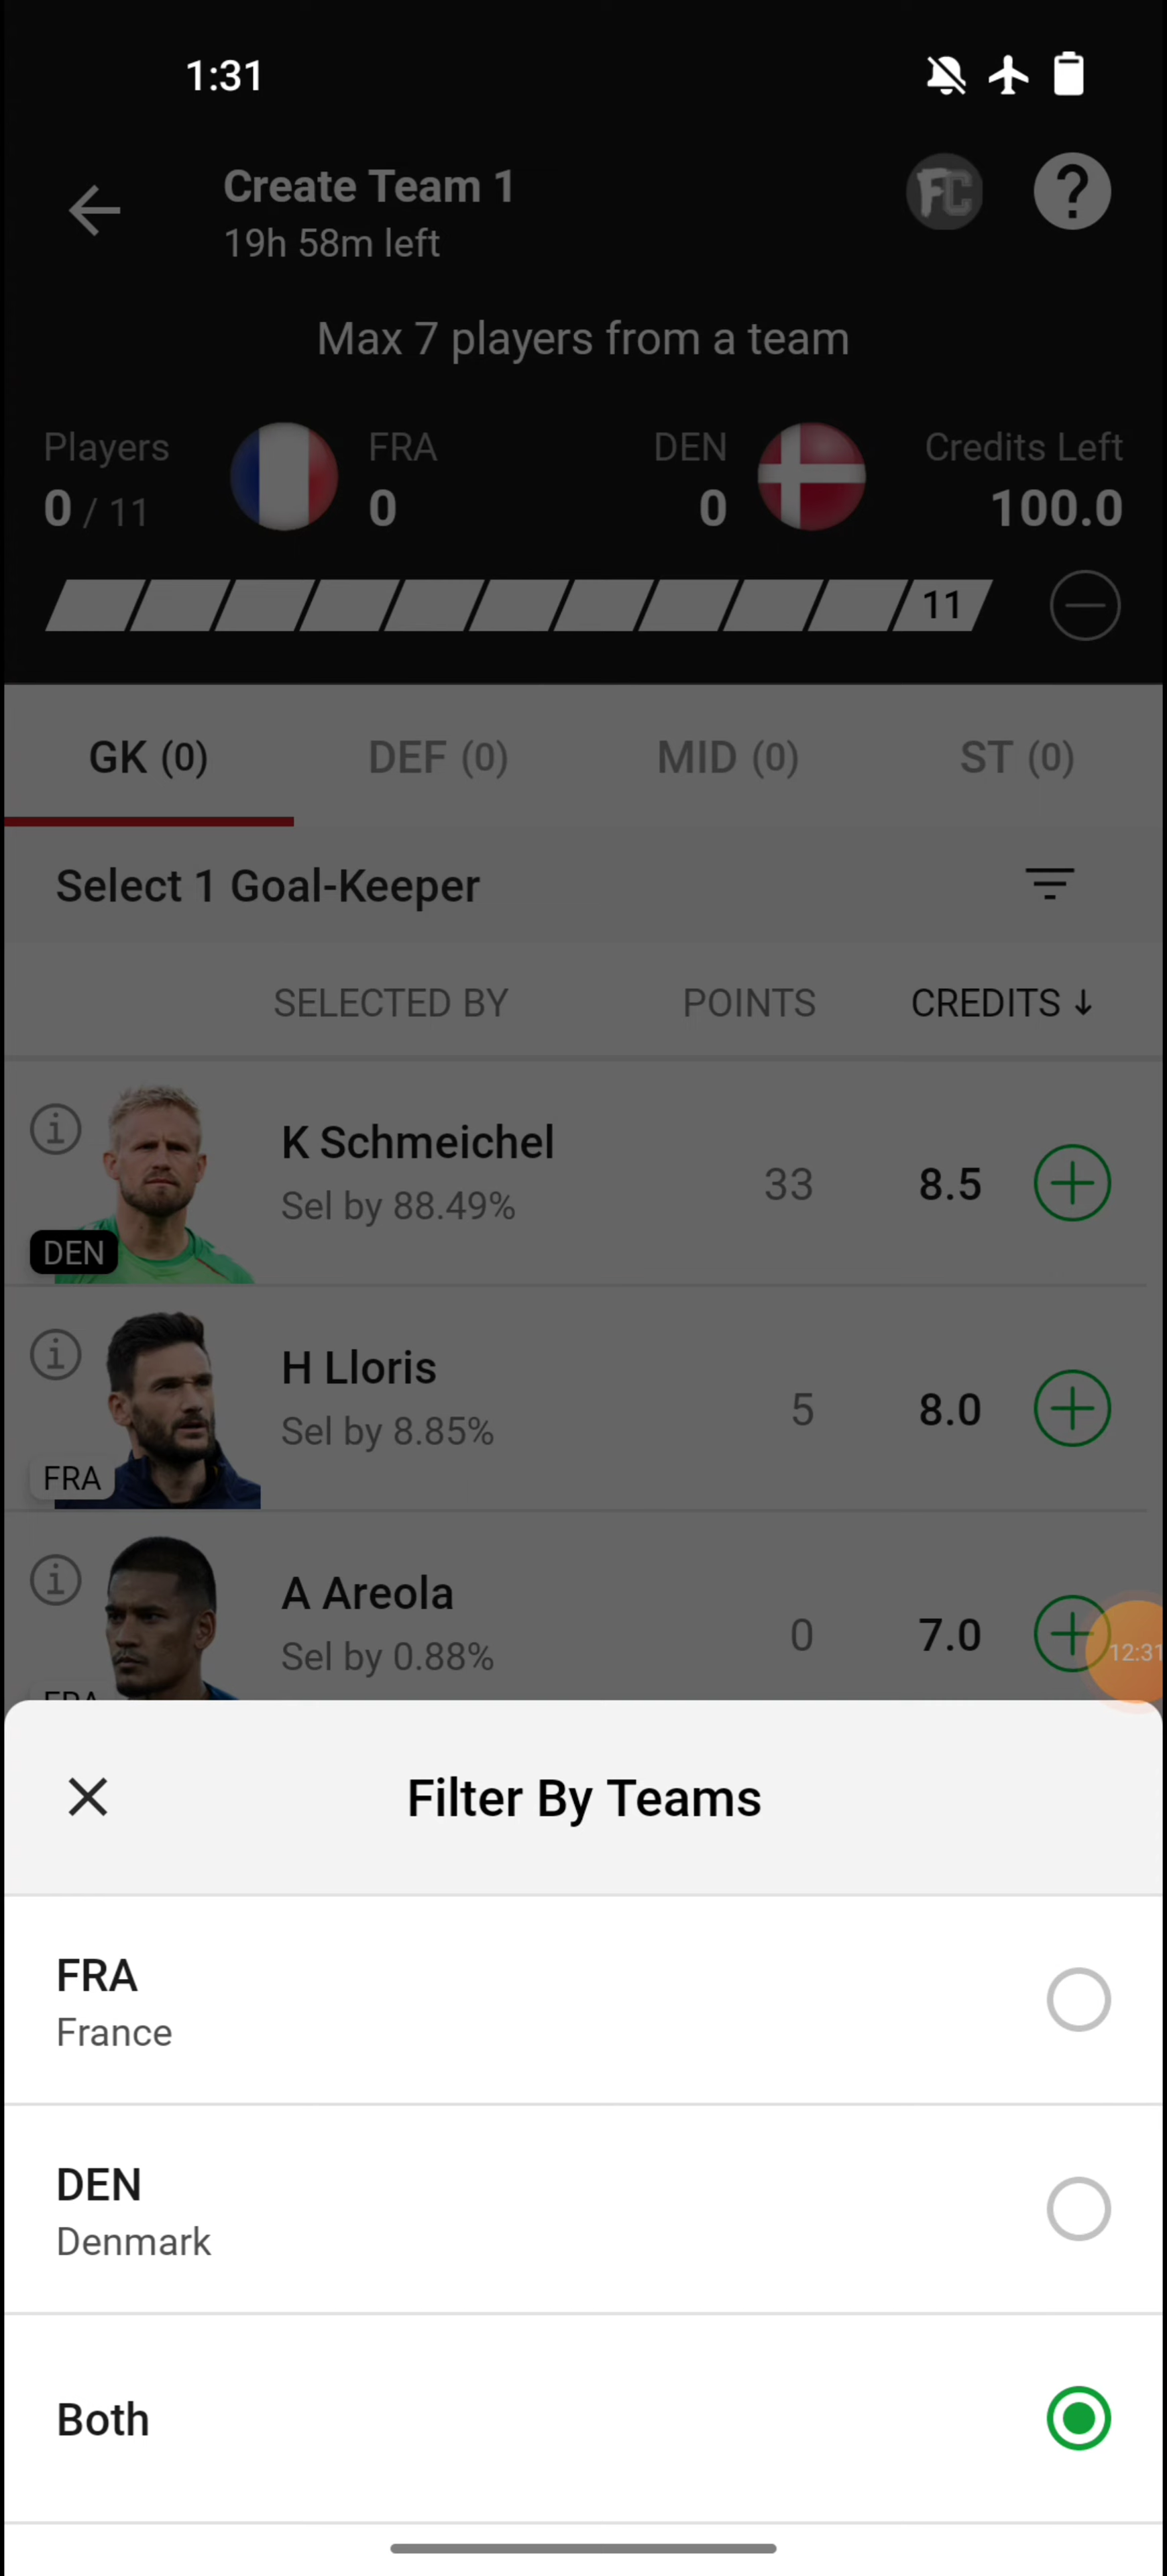 1:31
Create Team 1
19h 58m left
FC
Max 7 players from a team
Players
0 / 11
FRA
0
DEN
0
Credits Left
100.0
11
GK (0)
DEF (0)
MID (0)
ST (0)
Select 1 Goal-Keeper
SELECTED BY
POINTS
CREDITS ↓
K Schmeichel
Sel by 88.49%
33
8.5
DEN
H Lloris
Sel by 8.85%
5
8.0
FRA
A Areola
Sel by 0.88%
0
7.0
12:31
FRA
Filter By Teams
FRA
France
DEN
Denmark
Both